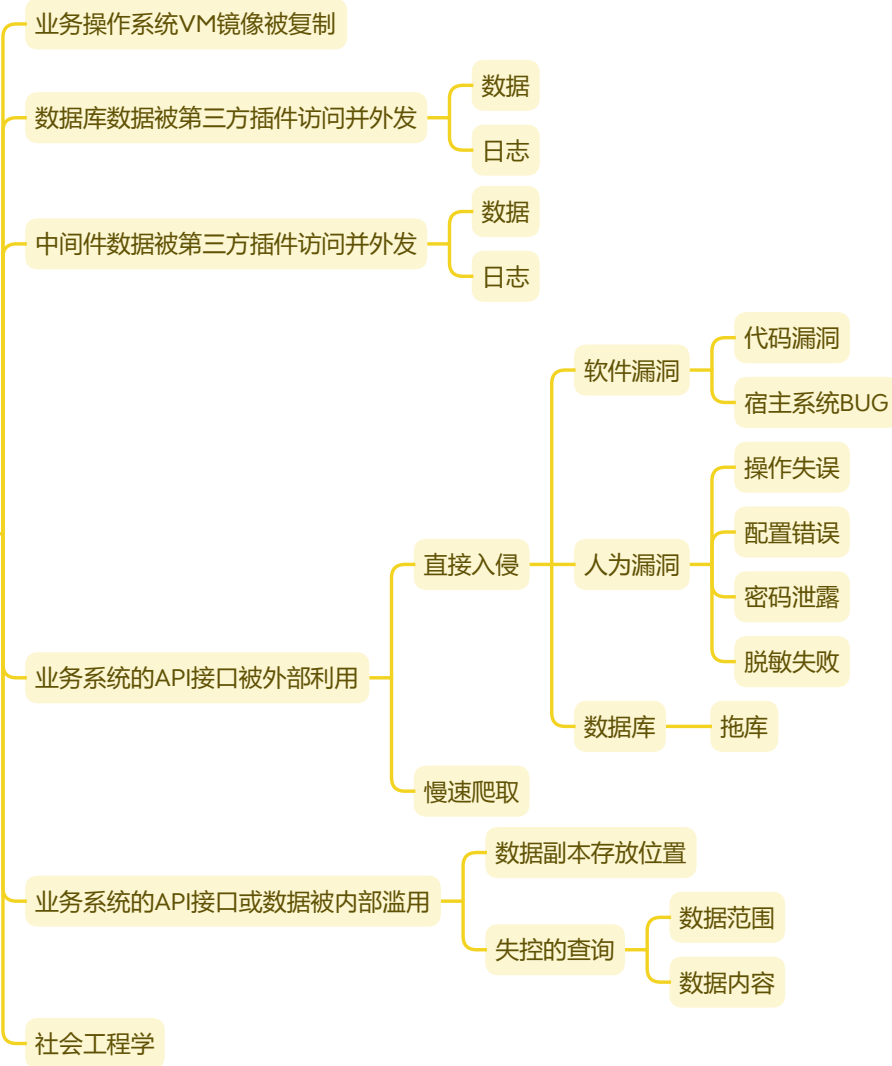 业务操作系统VM镜像被复制
数据库数据被第三方插件访问并外发
数据
日志
中间件数据被第三方插件访问并外发
数据
日志
业务系统的API接口被外部利用
直接入侵
软件漏洞
代码漏洞
宿主系统BUG
人为漏洞
操作失误
配置错误
密码泄露
脱敏失败
数据库
拖库
慢速爬取
业务系统的API接口或数据被内部滥用
数据副本存放位置
失控的查询
数据范围
数据内容
社会工程学